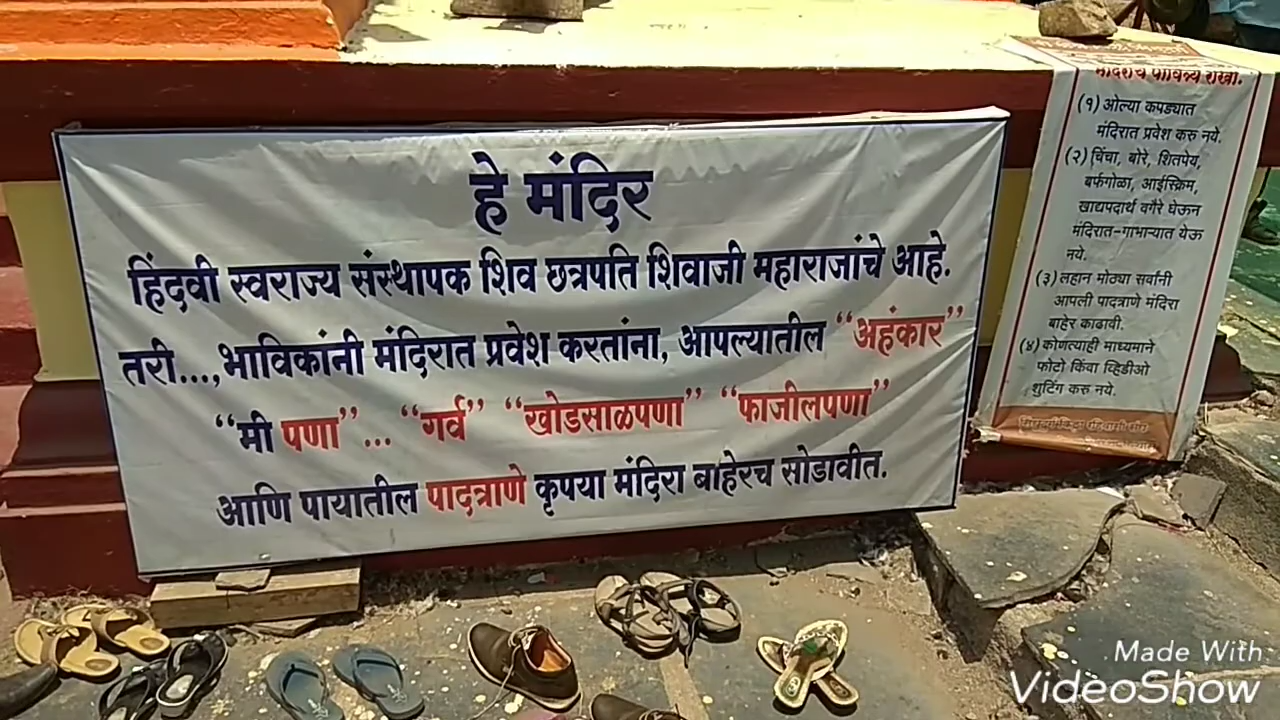 हे मंदिर
हिंदवी स्वराज्य संस्थापक शिव छत्रपति शिवाजी महाराजांचे आहे.
तरी...,भाविकांनी मंदिरात प्रवेश करतांना, आपल्यातील “अहंकार”
“मी पणा”... “गर्व” “खोडसाळपणा” “फाजीलपणा”
आणि पायातील पादत्राणे कृपया मंदिरा बाहेरच सोडावीत.
मंदिराचे पावित्र्य राखा.
(१) ओल्या कपड्यात
मंदिरात प्रवेश करु नये.
(२) चिंचा, बोरे, शितपेय,
बर्फगोळा, आईस्क्रिम,
खाद्यपदार्थ वगैरे घेऊन
मंदिरात-गाभाऱ्यात येऊ
नये.
(३) लहान मोठ्या सर्वांनी
आपली पादत्राणे मंदिरा
बाहेर काढावी.
(४) कोणत्याही माध्यमाने
फोटो किंवा व्हिडीओ
शुटिंग करु नये.
Made With
VideoShow